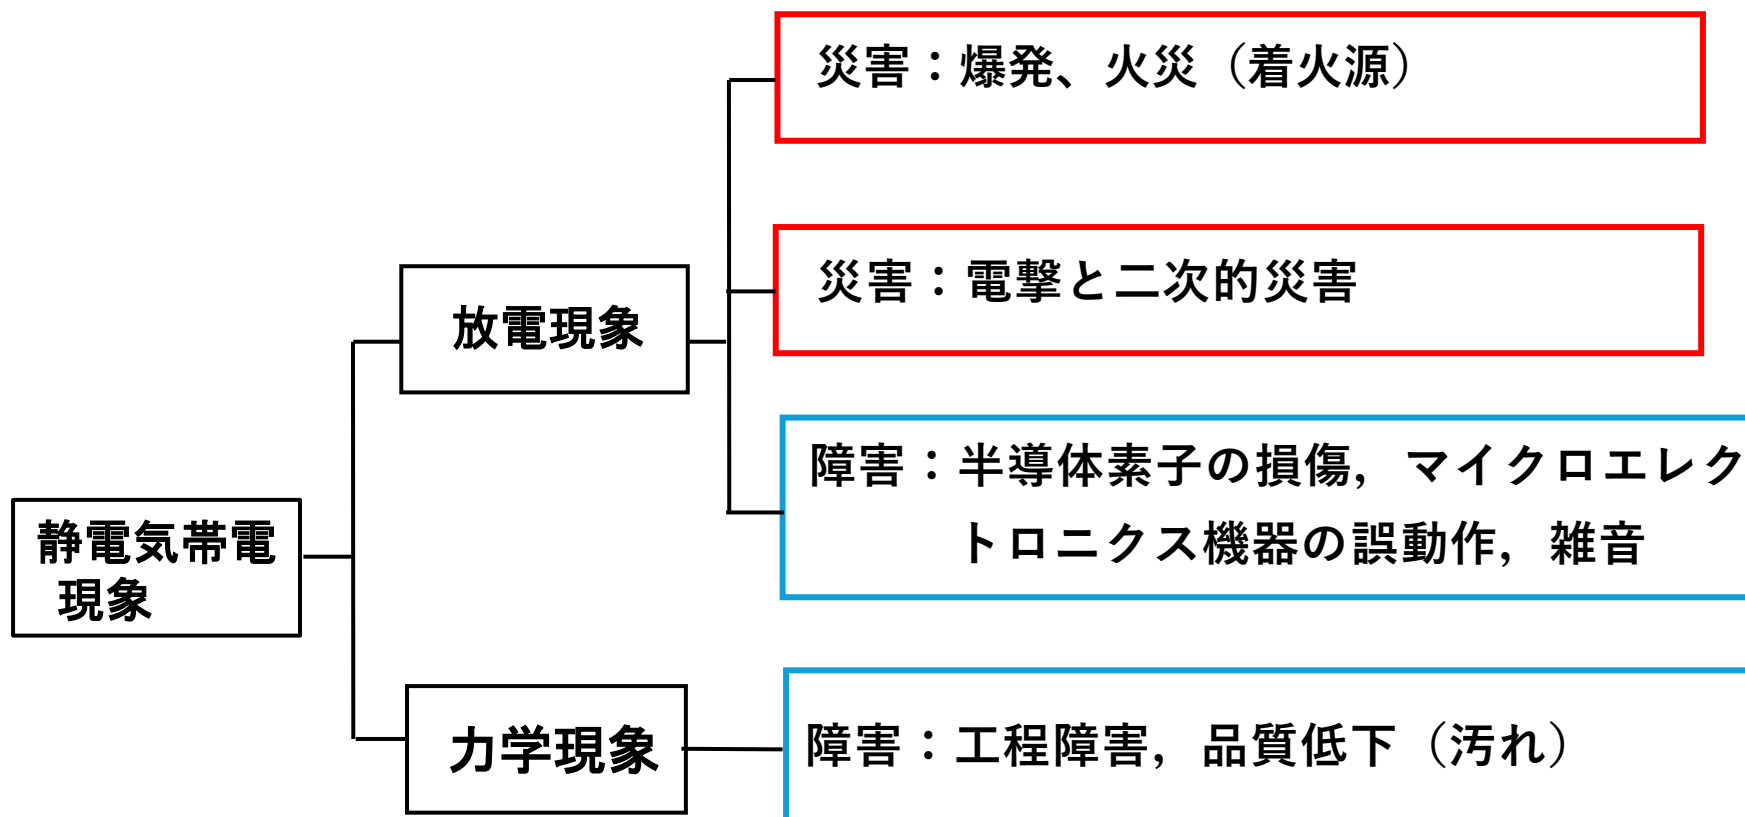 災害：爆発、火災（着火源）
災害：電撃と二次的災害
放電現象
障害：半導体素子の損傷，マイクロエレク
トロニクス機器の誤動作，雑音
静電気帯電
現象
力学現象
障害：工程障害，品質低下（汚れ）